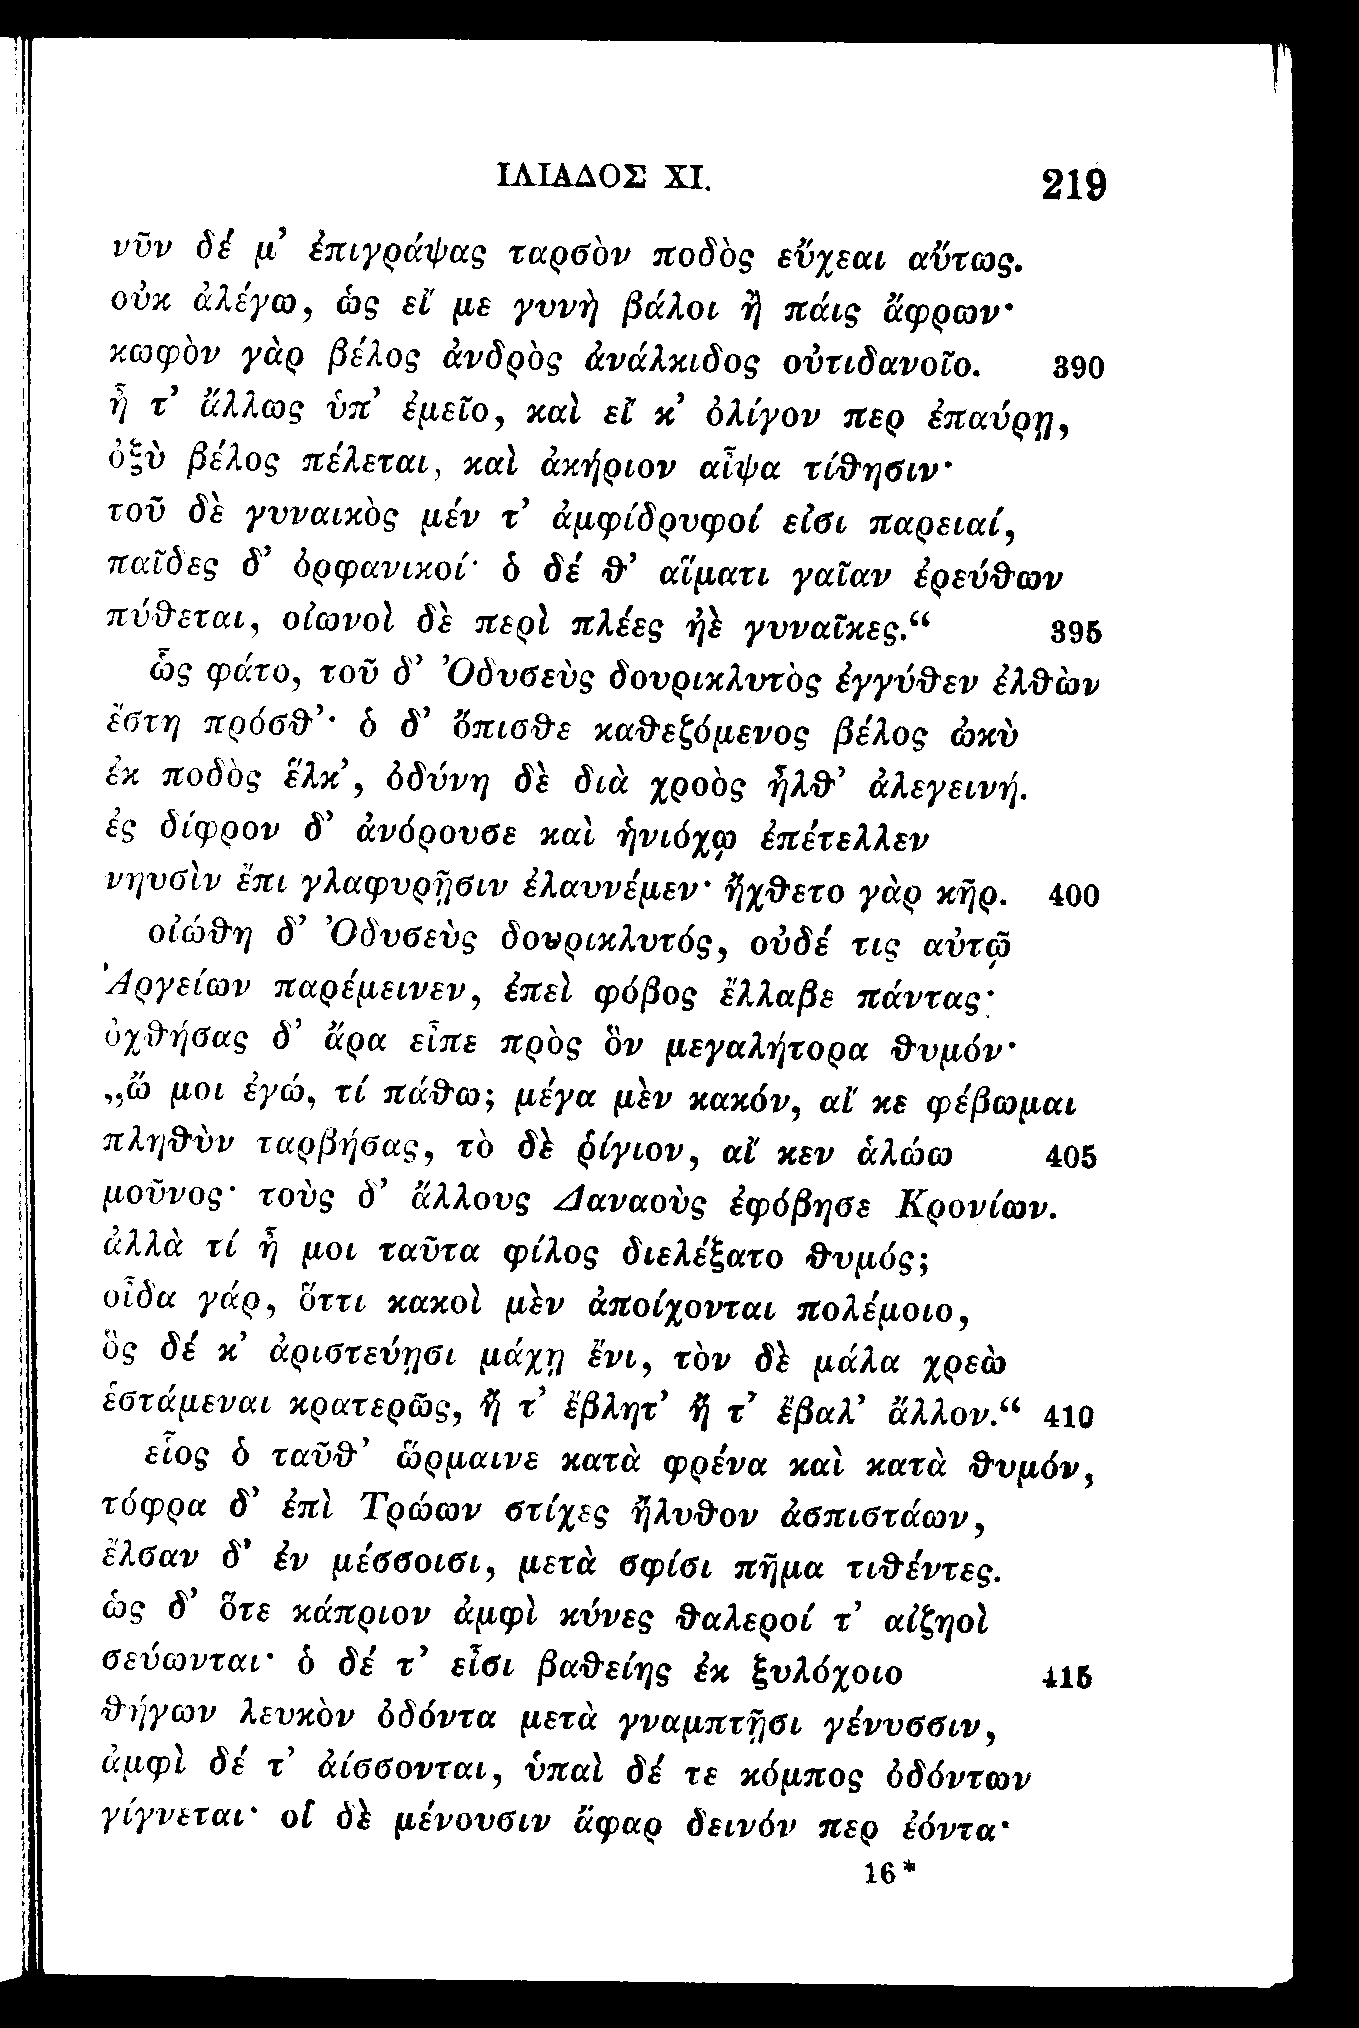 ΙΛΙΑΔΟΣ XI. 219
νῦν δέ μ’ ἐπιγράψας ταρσὸν ποδὸς εὔχεαι αὔτως.
οὐκ ἀλέγω, ὡς εἴ με γυνὴ βάλοι ἢ πάις ἄφρων·
κωφὸν γὰρ βέλος ἀνδρὸς ἀνάλκιδος οὐτιδανοῖο. 390
ἦ τ’ ἄλλως ὑπ’ ἐμεῖο, καὶ εἴ κ’ ὀλίγον περ ἐπαύρῃ,
ὀξὺ βέλος πέλεται, καὶ ἀκήριον αἶψα τίθησιν·
τοῦ δὲ γυναικὸς μέν τ’ ἀμφίδρυφοί εἰσι παρειαί,
παῖδες δ’ ὀρφανικοί· ὁ δέ θ’ αἵματι γαῖαν ἐρεύθων
πύθεται, οἰωνοὶ δὲ περὶ πλέες ἠὲ γυναῖκες.“ 395
ὣς φάτο, τοῦ δ’ Ὀδυσεὺς δουρικλυτὸς ἐγγύθεν ἐλθὼν
ἔστη πρόσθ’· ὁ δ’ ὄπισθε καθεζόμενος βέλος ὠκὺ
ἐκ ποδὸς ἕλκ’, ὀδύνη δὲ διὰ χροὸς ἦλθ’ ἀλεγεινή.
ἐς δίφρον δ’ ἀνόρουσε καὶ ἡνιόχῳ ἐπέτελλεν
νηυσὶν ἔπι γλαφυρῇσιν ἐλαυνέμεν· ἤχθετο γὰρ κῆρ. 400
οἰώθη δ’ Ὀδυσεὺς δουρικλυτός, οὐδέ τις αὐτῷ
Ἀργείων παρέμεινεν, ἐπεὶ φόβος ἔλλαβε πάντας·
ὀχθήσας δ’ ἄρα εἶπε πρὸς ὃν μεγαλήτορα θυμόν·
„ὤ μοι ἐγώ, τί πάθω; μέγα μὲν κακόν, αἴ κε φέβωμαι
πληθὺν ταρβήσας, τὸ δὲ ῥίγιον, αἴ κεν ἁλώω 405
μοῦνος· τοὺς δ’ ἄλλους Δαναοὺς ἐφόβησε Κρονίων.
ἀλλὰ τί ἦ μοι ταῦτα φίλος διελέξατο θυμός;
οἶδα γάρ, ὅττι κακοὶ μὲν ἀποίχονται πολέμοιο,
ὃς δέ κ’ ἀριστεύῃσι μάχῃ ἔνι, τὸν δὲ μάλα χρεὼ
ἑστάμεναι κρατερῶς, ἤ τ’ ἔβλητ’ ἤ τ’ ἔβαλ’ ἄλλον.“ 410
εἷος ὁ ταῦθ’ ὥρμαινε κατὰ φρένα καὶ κατὰ θυμόν,
τόφρα δ’ ἐπὶ Τρώων στίχες ἤλυθον ἀσπιστάων,
ἔλσαν δ’ ἐν μέσσοισι, μετὰ σφίσι πῆμα τιθέντες.
ὡς δ’ ὅτε κάπριον ἀμφὶ κύνες θαλεροί τ’ αἰζηοὶ
σεύωνται· ὁ δέ τ’ εἶσι βαθείης ἐκ ξυλόχοιο 415
θήγων λευκὸν ὀδόντα μετὰ γναμπτῇσι γένυσσιν,
ἀμφὶ δέ τ’ ἀίσσονται, ὑπαὶ δέ τε κόμπος ὀδόντων
γίγνεται· οἳ δὲ μένουσιν ἄφαρ δεινόν περ ἐόντα·
16*